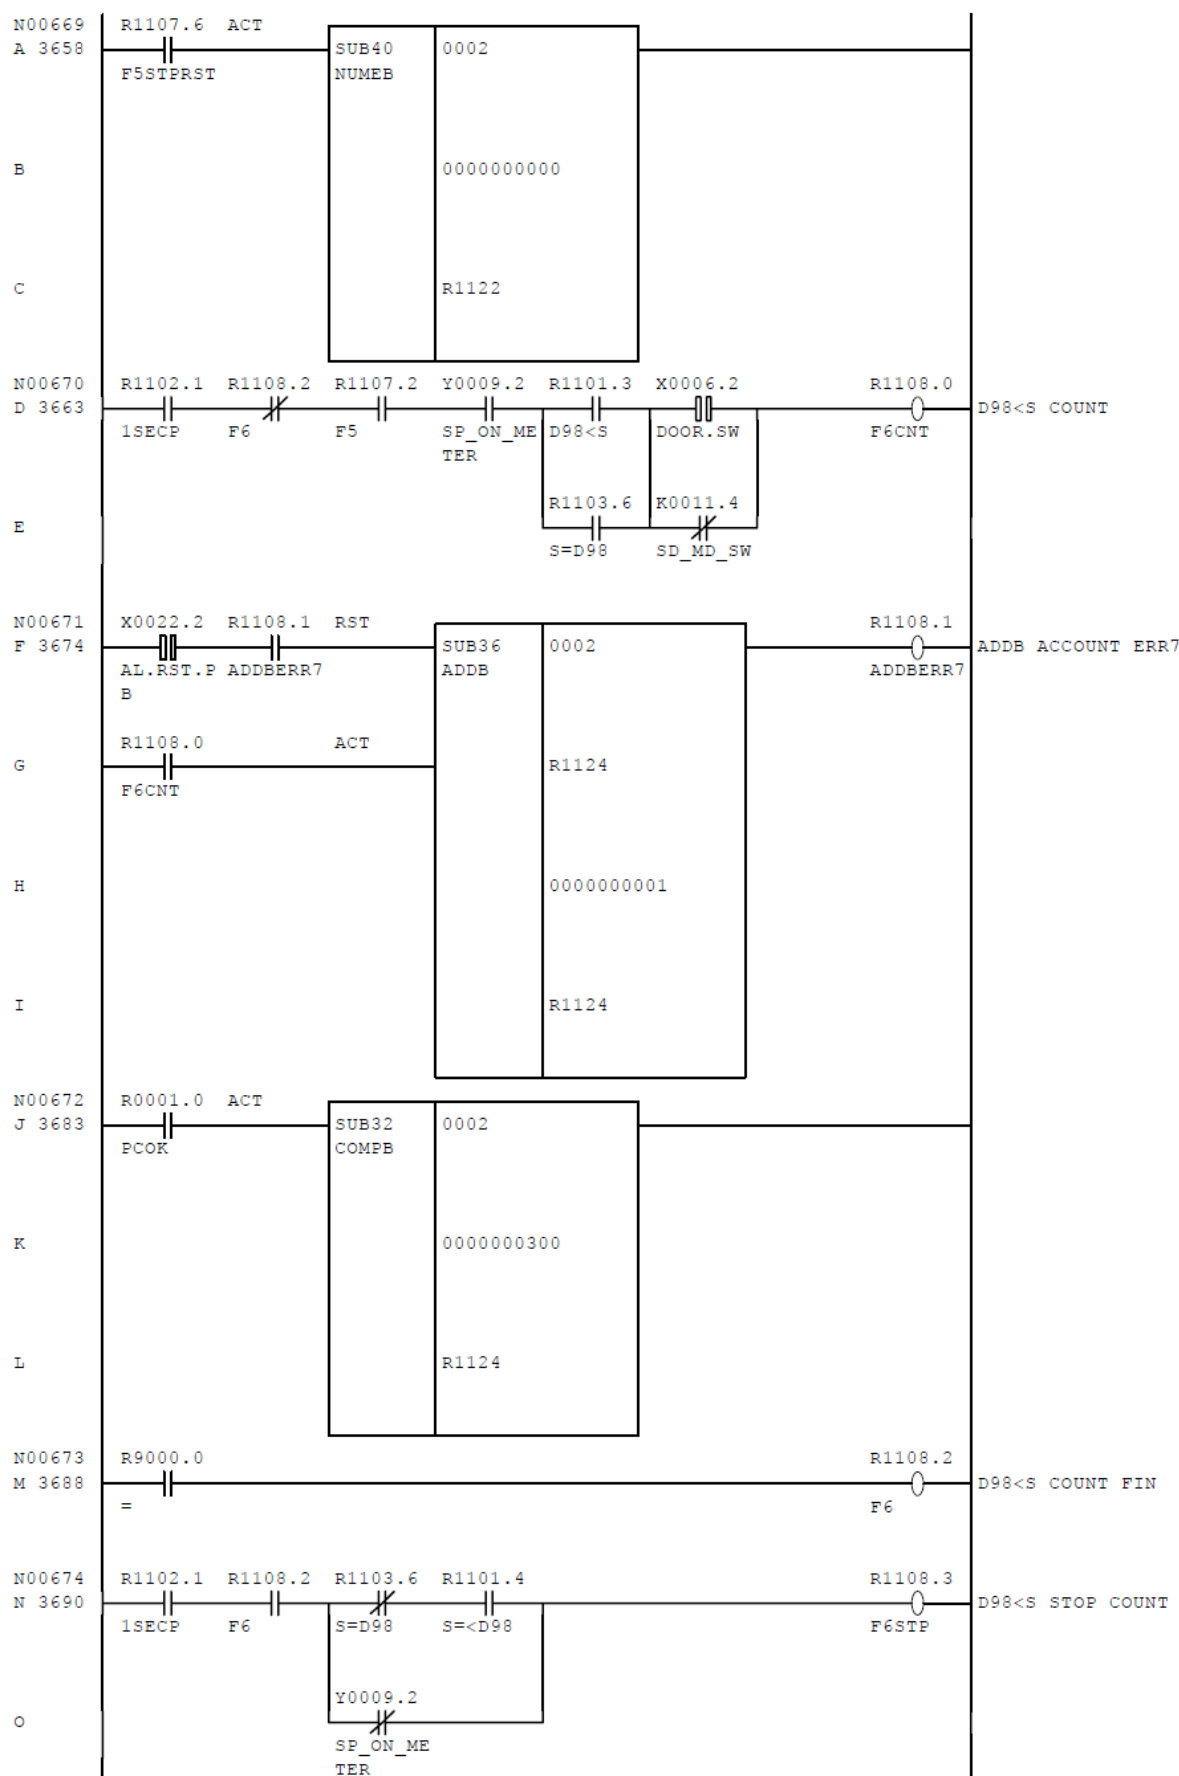 N00669 R1107.6 ACT
A 3658 SUB40 0002
F5STPRST NUMEB
B 0000000000
C R1122
N00670 R1102.1 R1108.2 R1107.2 Y0009.2 R1101.3 X0006.2 R1108.0
D 3663 D98<S COUNT
1SECP F6 F5 SP_ON_ME D98<S DOOR.SW F6CNT
TER
R1103.6 K0011.4
E
S=D98 SD_MD_SW
N00671 X0022.2 R1108.1 RST R1108.1
F 3674 SUB36 0002 ADDB ACCOUNT ERR7
AL.RST.P ADDBERR7 ADDB ADDBERR7
B
R1108.0 ACT
G R1124
F6CNT
H 0000000001
I R1124
N00672 R0001.0 ACT
J 3683 SUB32 0002
PCOK COMPB
K 0000000300
L R1124
N00673 R9000.0 R1108.2
M 3688 D98<S COUNT FIN
= F6
N00674 R1102.1 R1108.2 R1103.6 R1101.4 R1108.3
N 3690 D98<S STOP COUNT
1SECP F6 S=D98 S=<D98 F6STP
Y0009.2
O
SP_ON_ME
TER